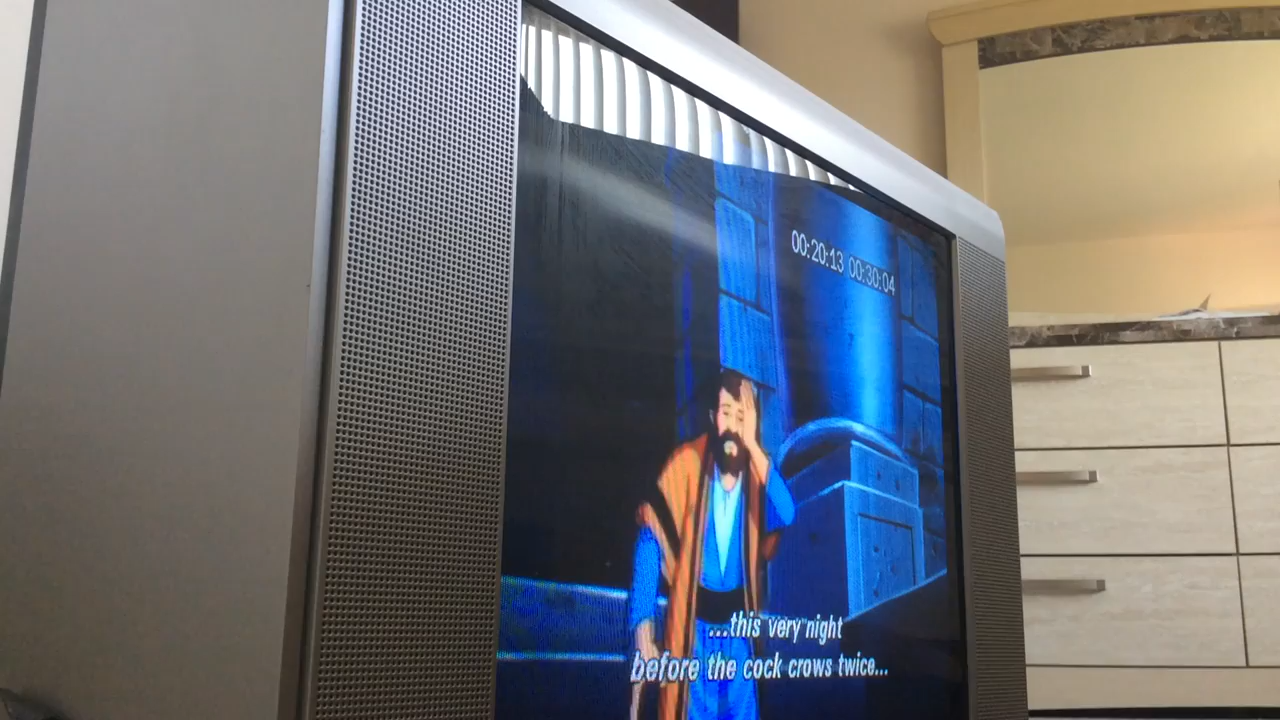 00:20:13 00:30:04
...this very night
before the cock crows twice...